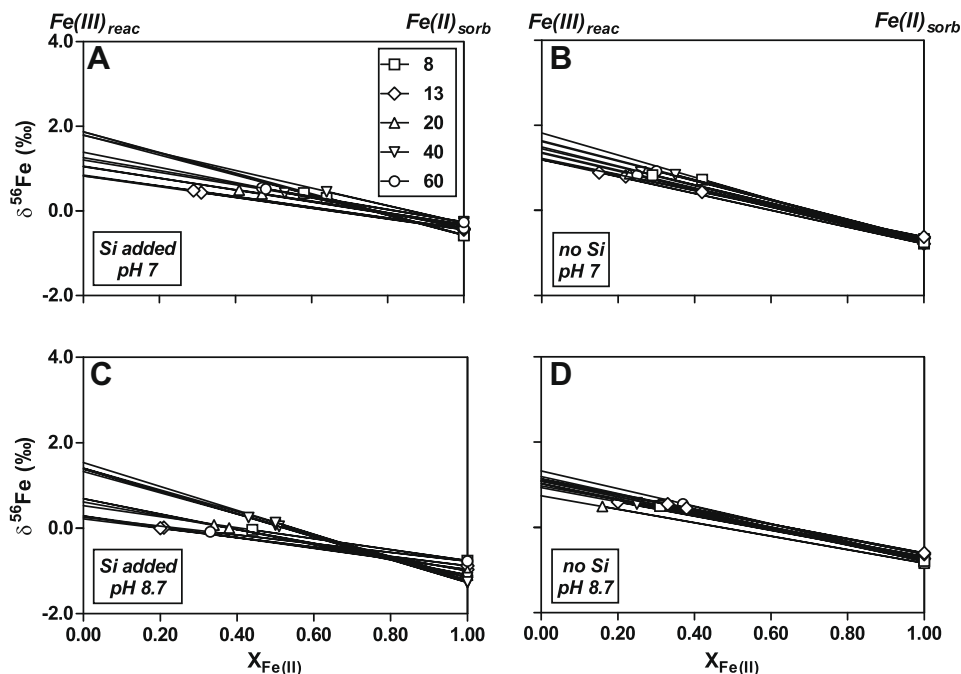 Fe(III)reac Fe(II)sorb Fe(III)reac Fe(II)sorb
4.0
A
8
13
20
40
60
B
2.0
δ56Fe (‰)
0.0
Si added
pH 7
no Si
pH 7
-2.0
4.0
C
D
2.0
δ56Fe (‰)
0.0
Si added
pH 8.7
no Si
pH 8.7
-2.0
0.00 0.20 0.40 0.60 0.80 1.00 0.00 0.20 0.40 0.60 0.80 1.00
XFe(II) XFe(II)